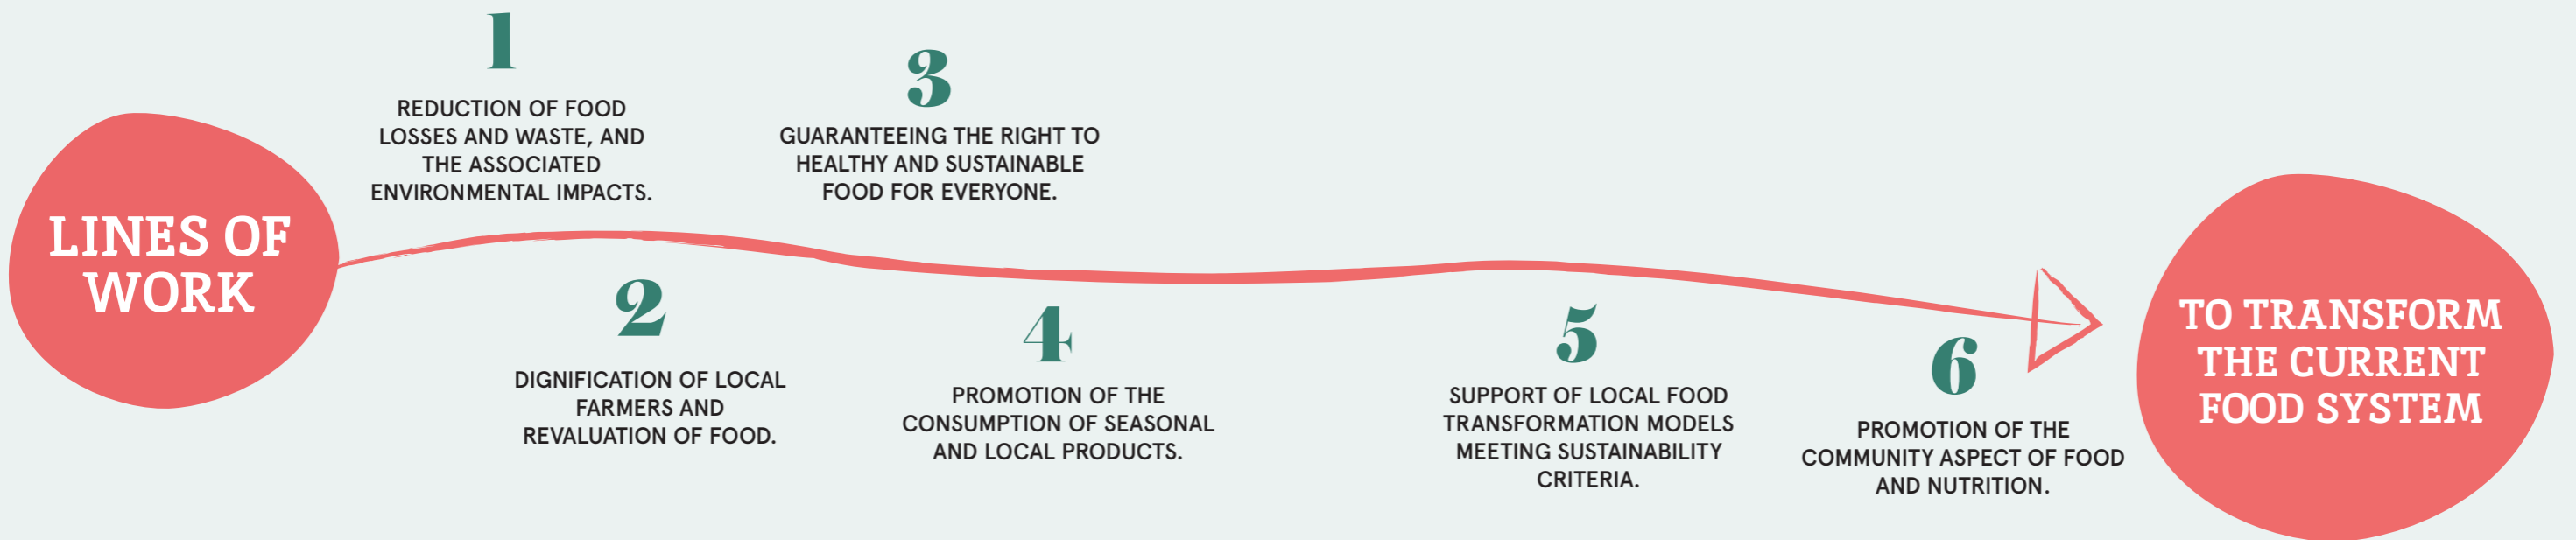 LINES OF
WORK
1
REDUCTION OF FOOD
LOSSES AND WASTE, AND
THE ASSOCIATED
ENVIRONMENTAL IMPACTS.
2
DIGNIFICATION OF LOCAL
FARMERS AND
REVALUATION OF FOOD.
3
GUARANTEEING THE RIGHT TO
HEALTHY AND SUSTAINABLE
FOOD FOR EVERYONE.
4
PROMOTION OF THE
CONSUMPTION OF SEASONAL
AND LOCAL PRODUCTS.
5
SUPPORT OF LOCAL FOOD
TRANSFORMATION MODELS
MEETING SUSTAINABILITY
CRITERIA.
6
PROMOTION OF THE
COMMUNITY ASPECT OF FOOD
AND NUTRITION.
TO TRANSFORM
THE CURRENT
FOOD SYSTEM